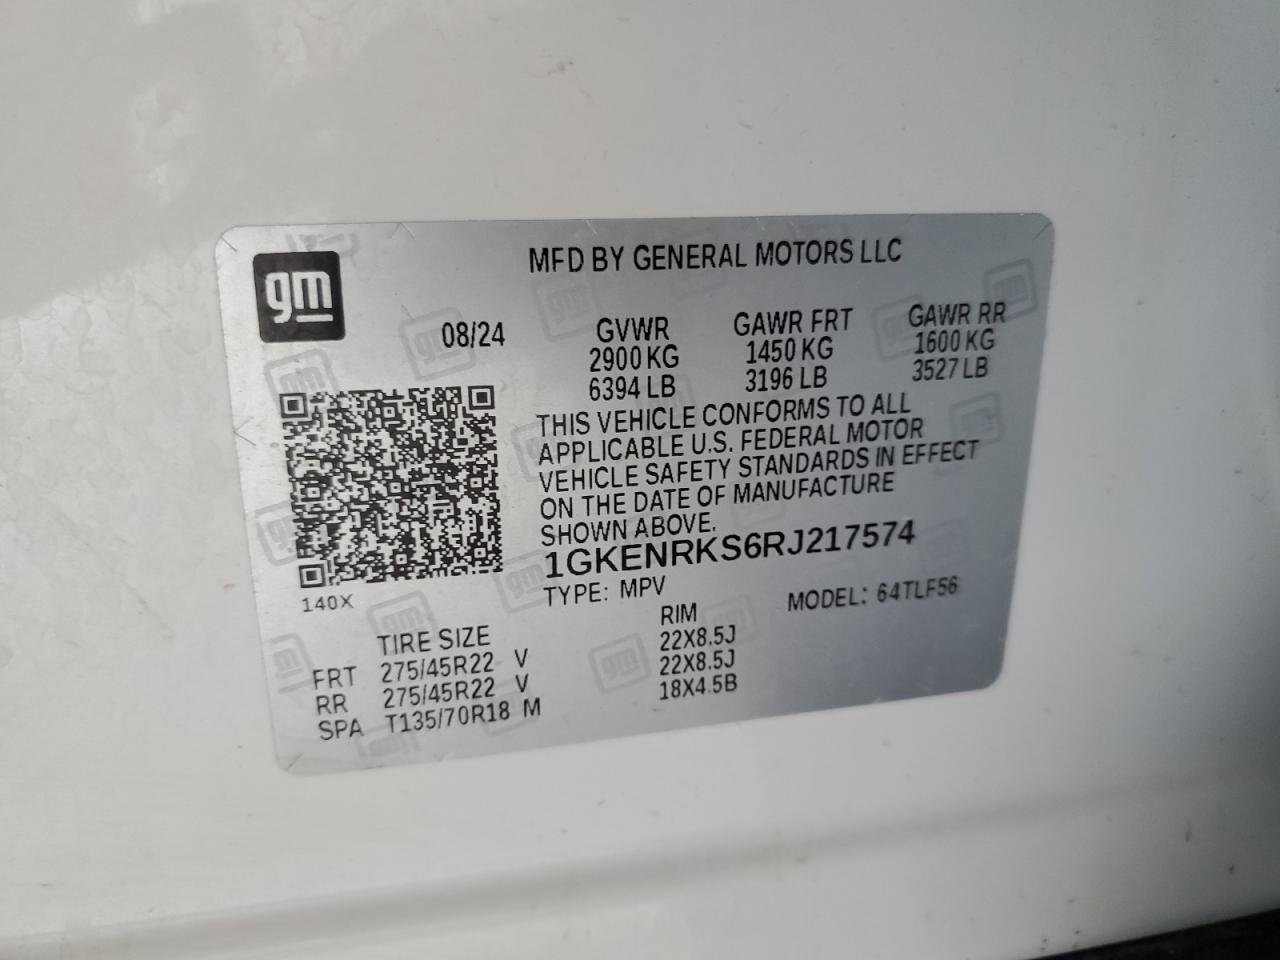 gm
MFD BY GENERAL MOTORS LLC
08/24 GVWR GAWR FRT GAWR RR
2900 KG 1450 KG 1600 KG
6394 LB 3196 LB 3527 LB
THIS VEHICLE CONFORMS TO ALL
APPLICABLE U.S. FEDERAL MOTOR
VEHICLE SAFETY STANDARDS IN EFFECT
ON THE DATE OF MANUFACTURE
SHOWN ABOVE.
1GKENRKS6RJ217574
140X
TYPE: MPV MODEL: 64TLF56
TIRE SIZE RIM
FRT 275/45R22 V 22X8.5J
RR 275/45R22 V 22X8.5J
SPA T135/70R18 M 18X4.5B